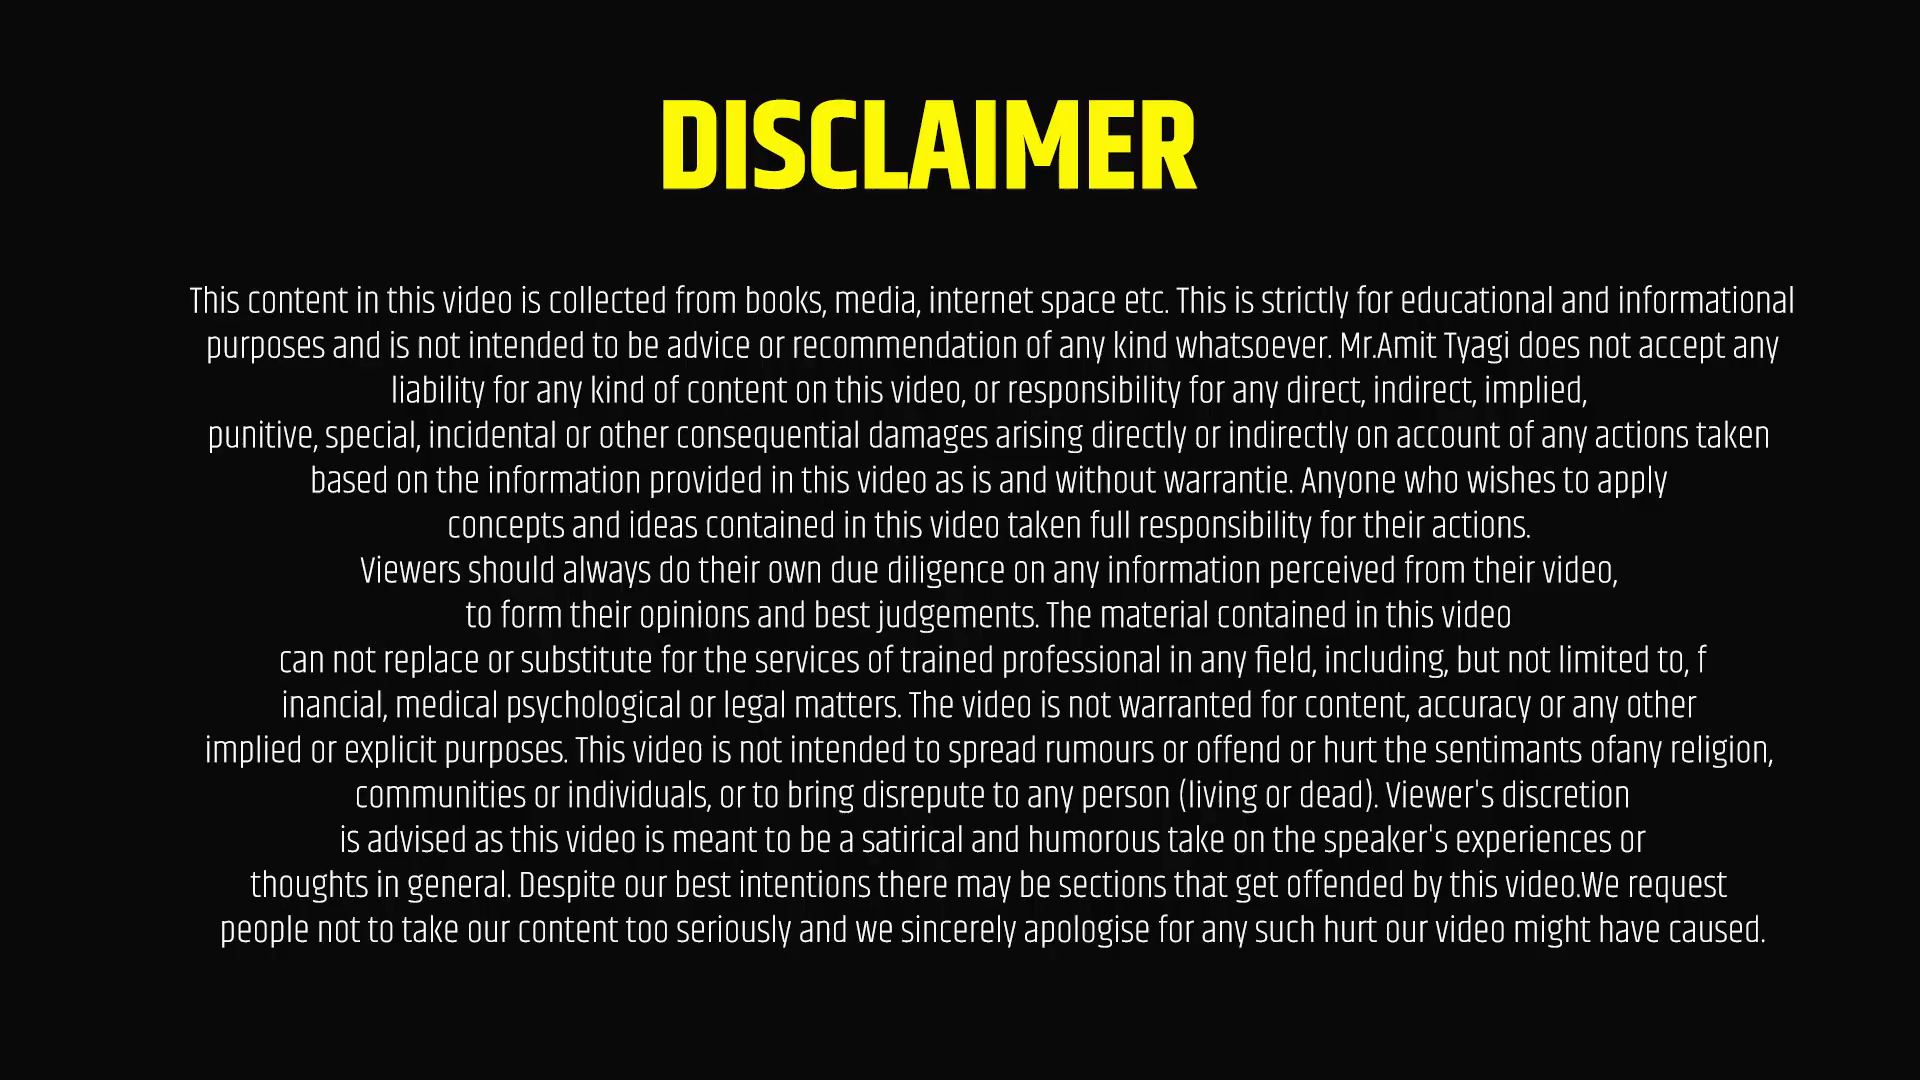 DISCLAIMER
This content in this video is collected from books, media, internet space etc. This is strictly for educational and informational
purposes and is not intended to be advice or recommendation of any kind whatsoever. Mr.Amit Tyagi does not accept any
liability for any kind of content on this video, or responsibility for any direct, indirect, implied,
punitive, special, incidental or other consequential damages arising directly or indirectly on account of any actions taken
based on the information provided in this video as is and without warrantie. Anyone who wishes to apply
concepts and ideas contained in this video taken full responsibility for their actions.
Viewers should always do their own due diligence on any information perceived from their video,
to form their opinions and best judgements. The material contained in this video
can not replace or substitute for the services of trained professional in any field, including, but not limited to, f
inancial, medical psychological or legal matters. The video is not warranted for content, accuracy or any other
implied or explicit purposes. This video is not intended to spread rumours or offend or hurt the sentimants ofany religion,
communities or individuals, or to bring disrepute to any person (living or dead). Viewer's discretion
is advised as this video is meant to be a satirical and humorous take on the speaker's experiences or
thoughts in general. Despite our best intentions there may be sections that get offended by this video.We request
people not to take our content too seriously and we sincerely apologise for any such hurt our video might have caused.